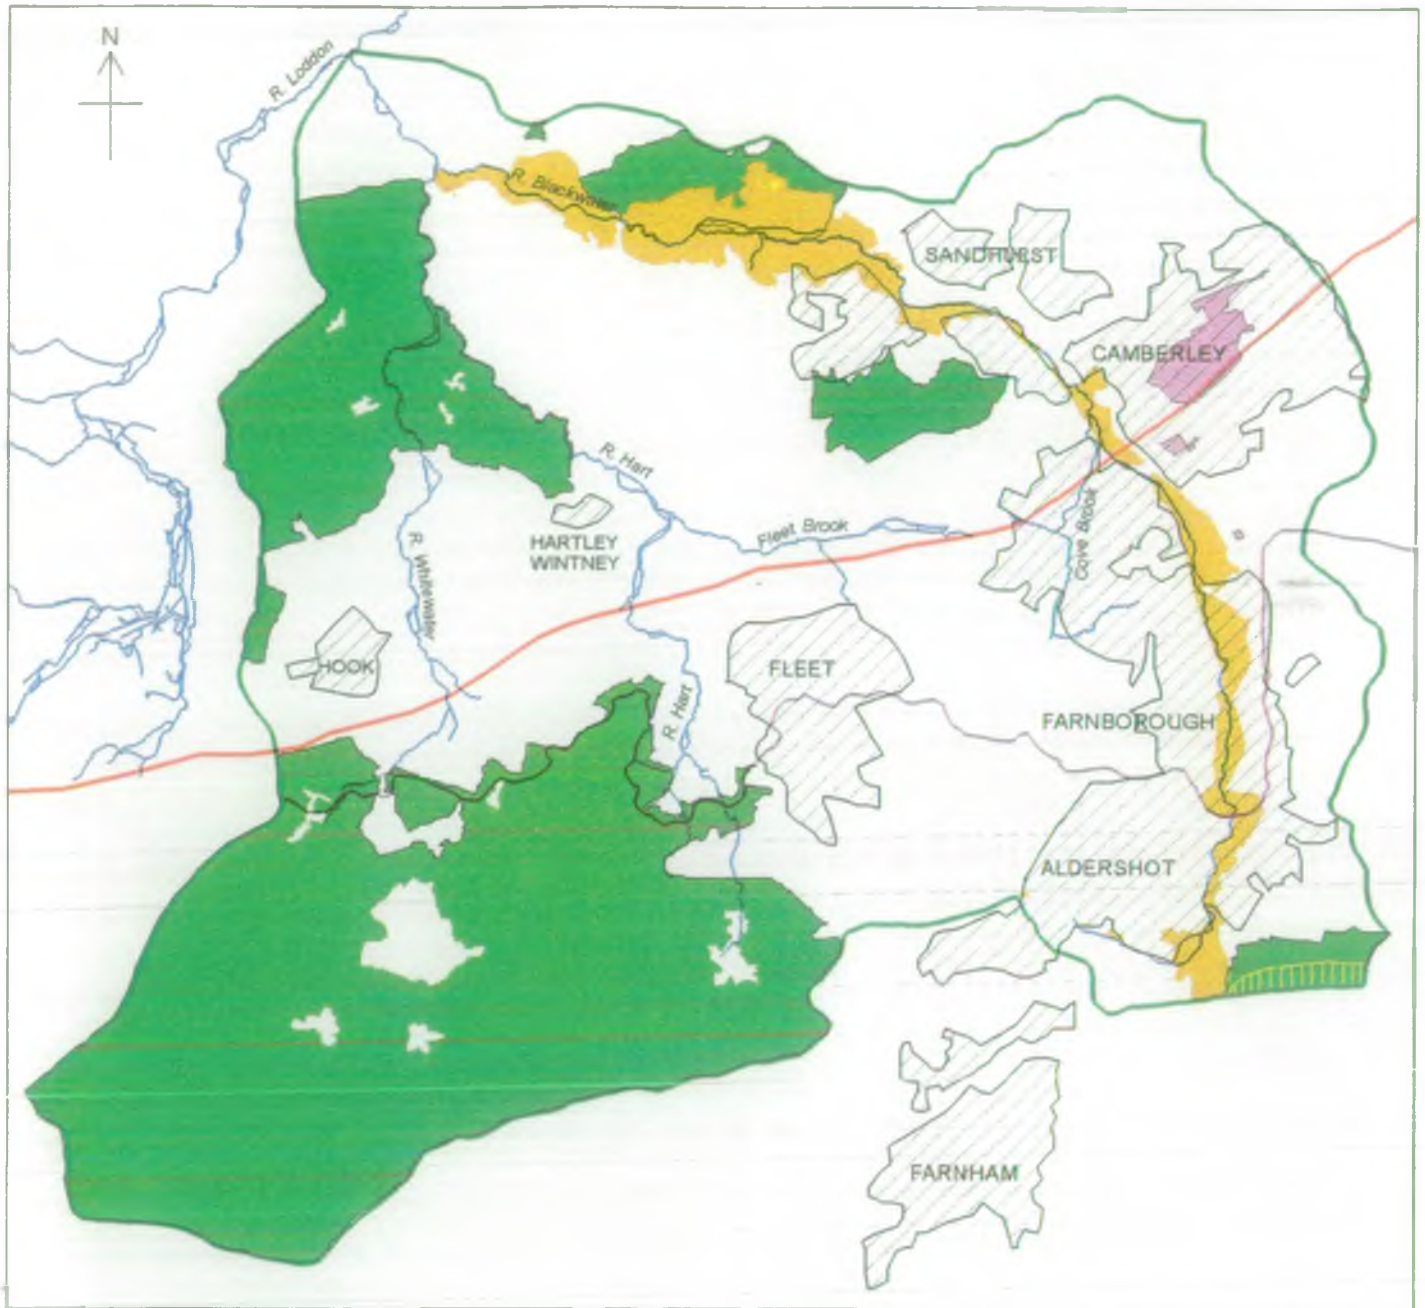 N
R. Loddon
R. Blackwater
SANDHURST
CAMBERLEY
R. Hart
HARTLEY
WINTNEY
Fleet Brook
Cove Brook
R. Whitewater
HOOK
FLEET
R. Hart
FARNBOROUGH
ALDERSHOT
FARNHAM